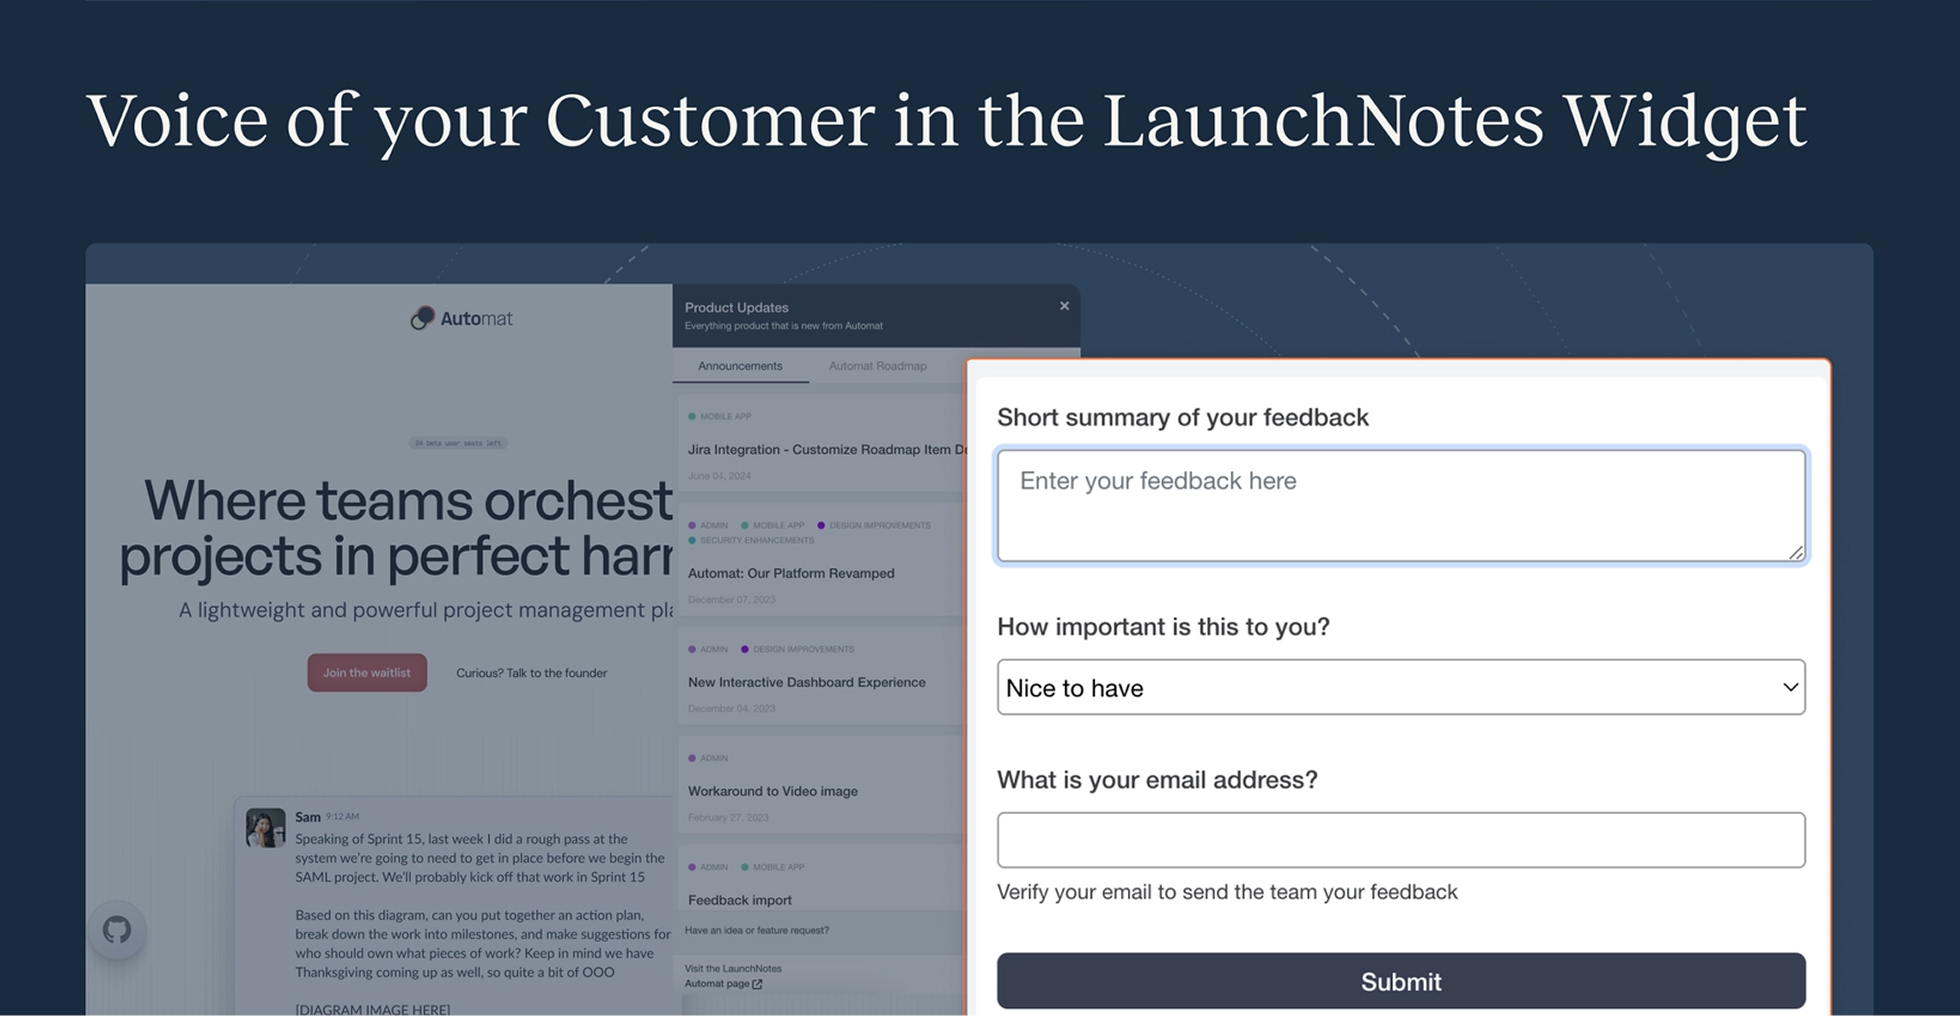 Voice of your Customer in the LaunchNotes Widget
Automat
24 beta user seats left
Where teams orchest
projects in perfect harr
A lightweight and powerful project management pla
Join the waitlist
Curious? Talk to the founder
Sam 9:12 AM
Speaking of Sprint 15, last week I did a rough pass at the
system we're going to need to get in place before we begin the
SAML project. We'll probably kick off that work in Sprint 15
Based on this diagram, can you put together an action plan,
break down the work into milestones, and make suggestions for
who should own what pieces of work? Keep in mind we have
Thanksgiving coming up as well, so quite a bit of OOO
[DIAGRAM IMAGE HERE]
Product Updates
Everything product that is new from Automat
Announcements
Automat Roadmap
MOBILE APP
Jira Integration - Customize Roadmap Item De
June 04, 2024
ADMIN MOBILE APP DESIGN IMPROVEMENTS
SECURITY ENHANCEMENTS
Automat: Our Platform Revamped
December 07, 2023
ADMIN DESIGN IMPROVEMENTS
New Interactive Dashboard Experience
December 04, 2023
ADMIN
Workaround to Video image
February 27, 2023
ADMIN MOBILE APP
Feedback import
Have an idea or feature request?
Visit the LaunchNotes
Automat page
Short summary of your feedback
Enter your feedback here
How important is this to you?
Nice to have
What is your email address?
Verify your email to send the team your feedback
Submit